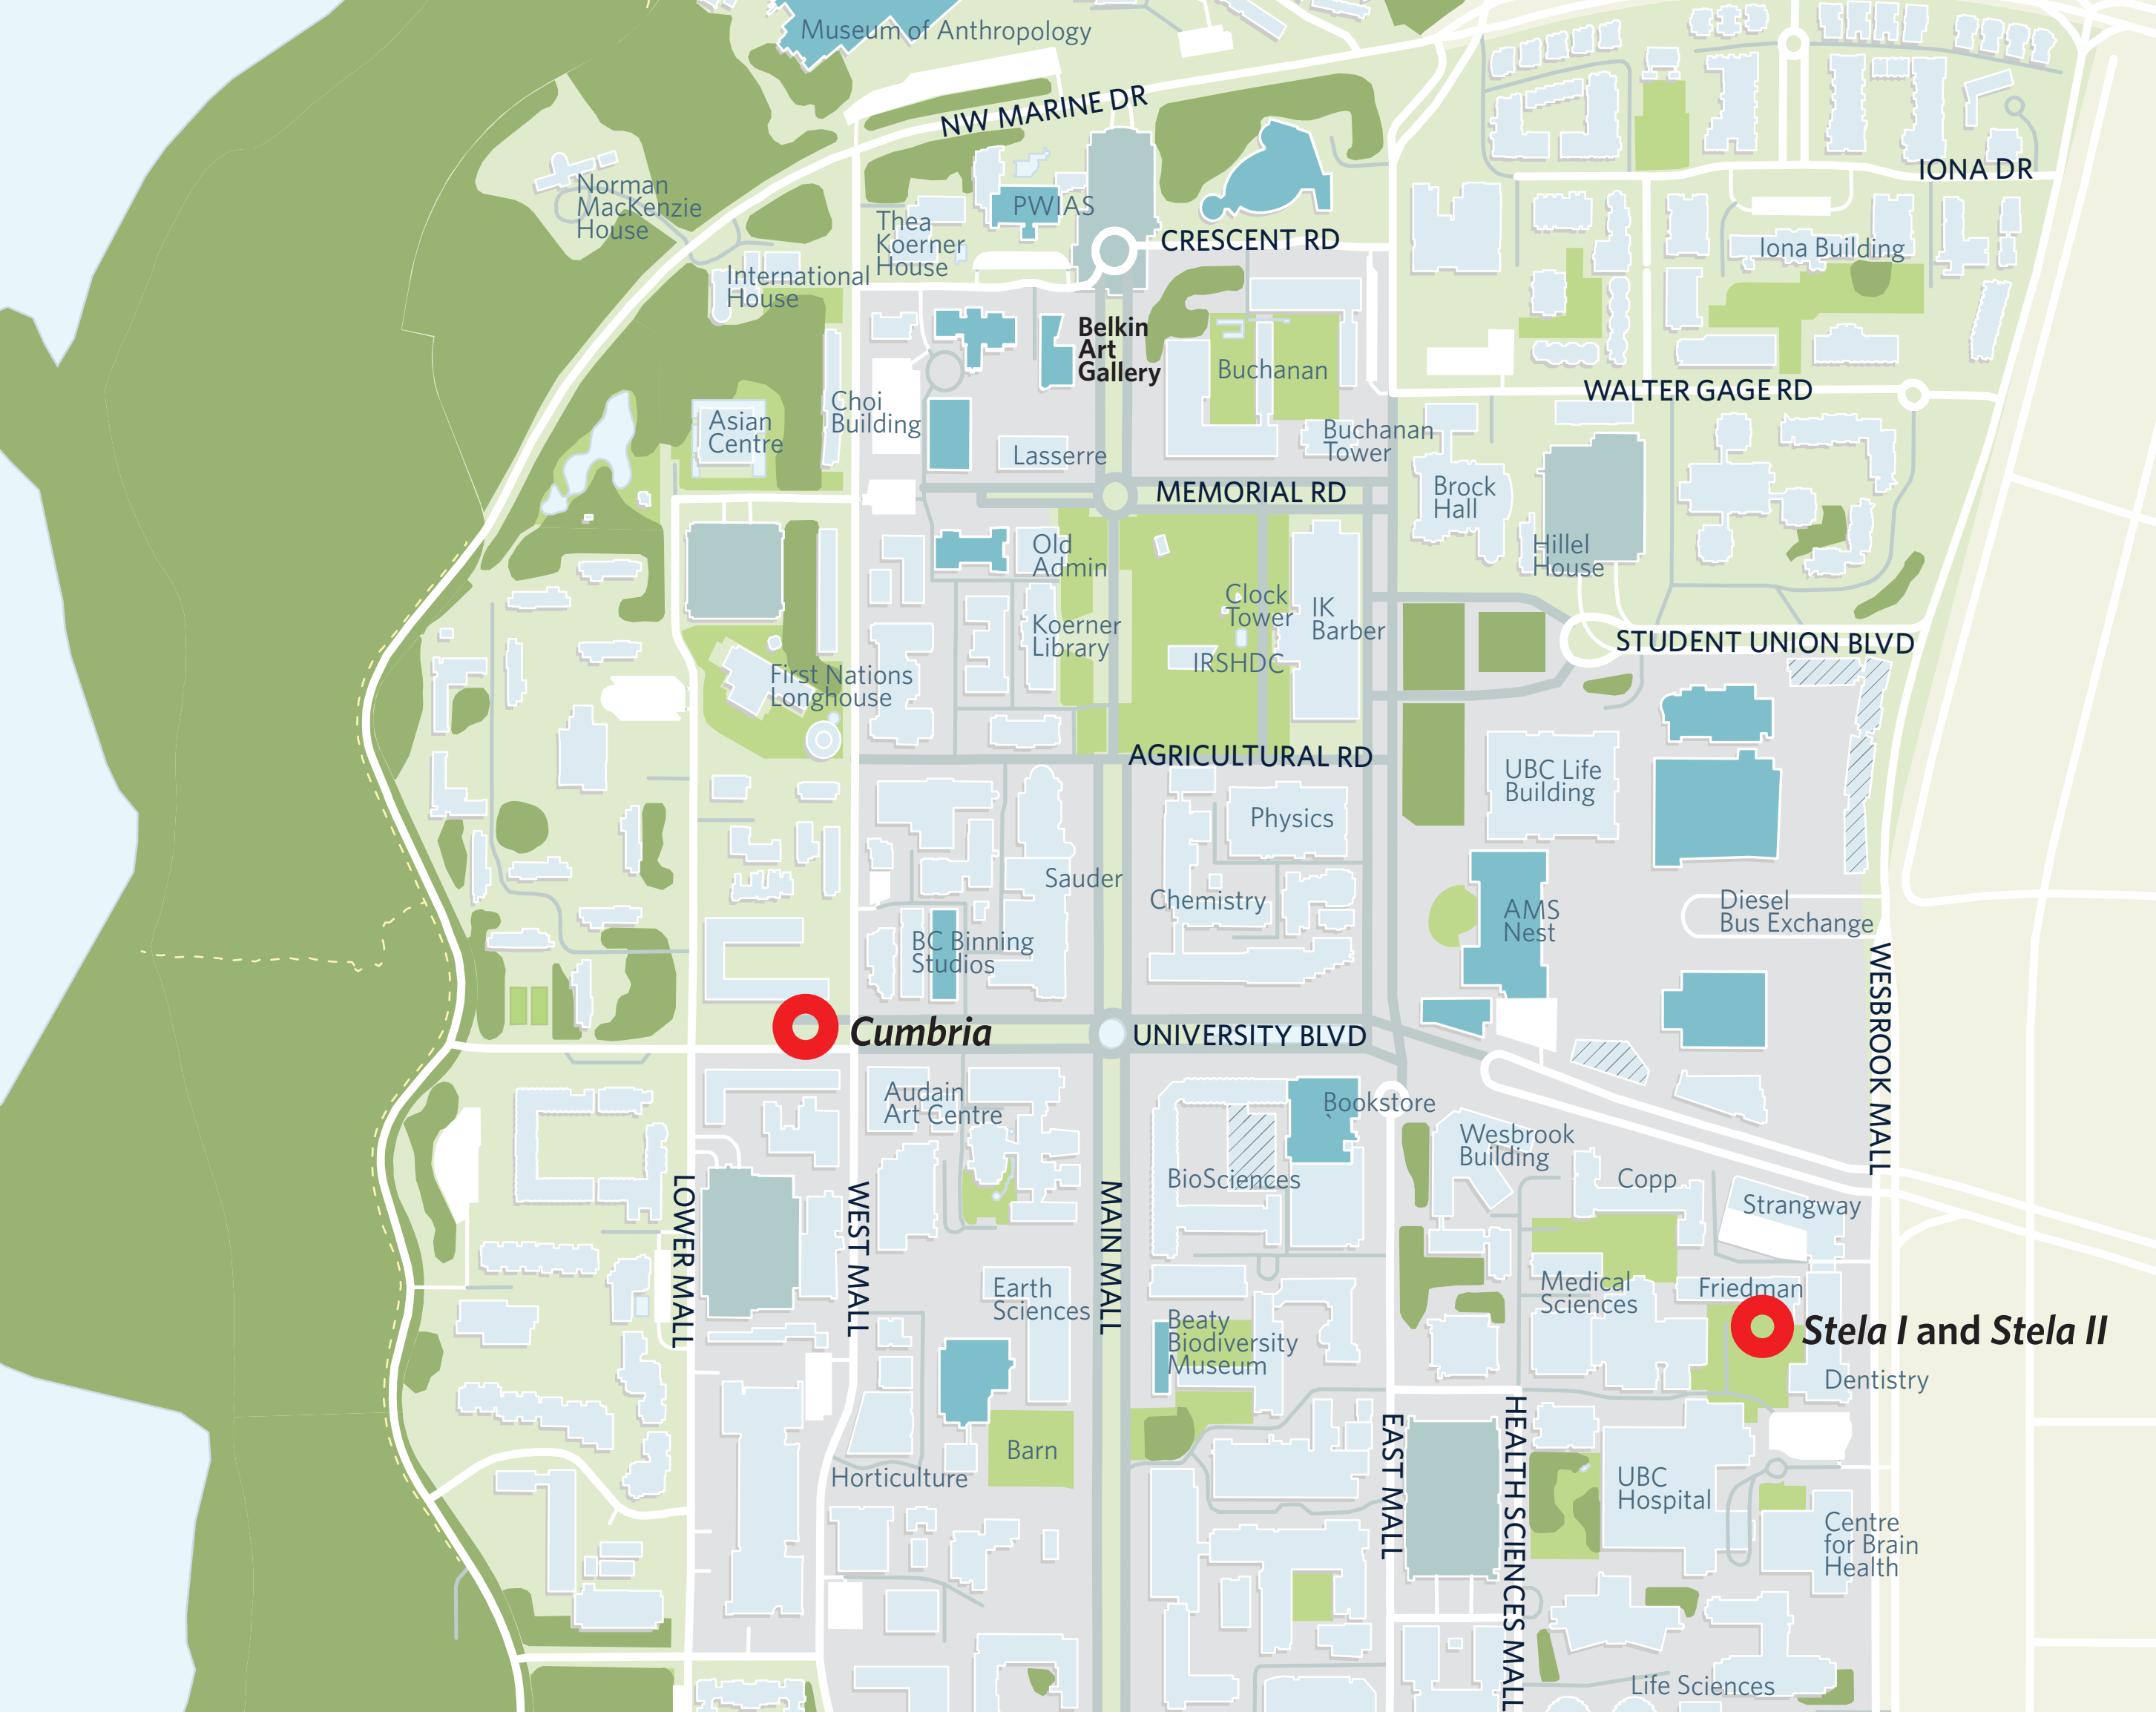 Museum of Anthropology
NW MARINE DR
IONA DR
Norman
MacKenzie
House
PWIAS
Thea
Koerner
House
CRESCENT RD
Iona Building
International
House
Belkin
Art
Gallery
Buchanan
WALTER GAGE RD
Choi
Building
Asian
Centre
Lasserre
Buchanan
Tower
MEMORIAL RD
Brock
Hall
Old
Admin
Hillel
House
Clock
Tower
IK
Barber
Koerner
Library
IRSHDC
STUDENT UNION BLVD
First Nations
Longhouse
AGRICULTURAL RD
UBC Life
Building
Physics
Sauder
Chemistry
AMS
Nest
Diesel
Bus Exchange
BC Binning
Studios
WESBROOK MALL
Cumbria
UNIVERSITY BLVD
Audain
Art Centre
Bookstore
`
Wesbrook
Building
BioSciences
Copp
Strangway
LOWER MALL
WEST MALL
MAIN MALL
Earth
Sciences
Medical
Sciences
Friedman
Beaty
Biodiversity
Museum
Stela I and Stela II
Dentistry
EAST MALL
HEALTH SCIENCES MALL
Barn
Horticulture
UBC
Hospital
Centre
for Brain
Health
Life Sciences